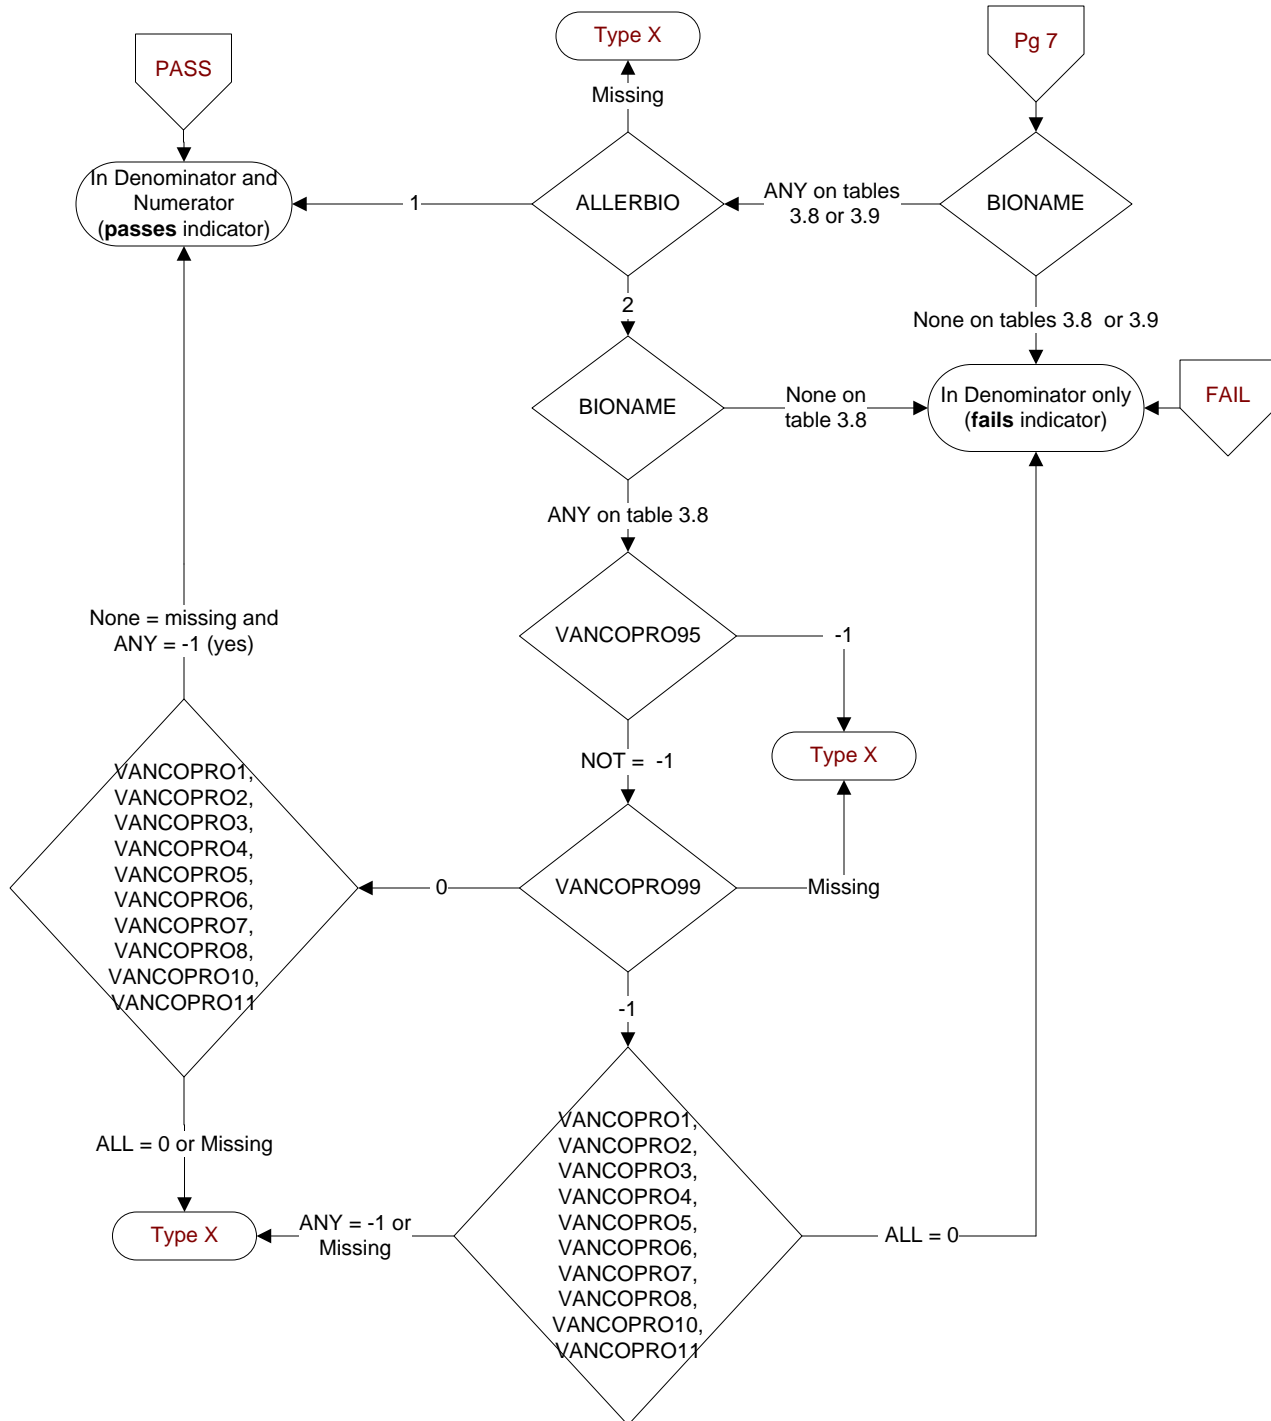 Type X
PASS
Pg 7
Missing
In Denominator and
Numerator
(passes indicator)
1
ALLERBIO
ANY on tables
3.8 or 3.9
BIONAME
2
None on tables 3.8  or 3.9
BIONAME
None on
table 3.8
In Denominator only
(fails indicator)
FAIL
ANY on table 3.8
None = missing and
ANY = -1 (yes)
VANCOPRO95
-1
NOT =  -1
Type X
VANCOPRO1,
VANCOPRO2,
VANCOPRO3,
VANCOPRO4,
VANCOPRO5,
VANCOPRO6,
VANCOPRO7,
VANCOPRO8,
VANCOPRO10,
VANCOPRO11
0
VANCOPRO99
Missing
-1
ALL = 0 or Missing
Type X
ANY = -1 or
Missing
VANCOPRO1,
VANCOPRO2,
VANCOPRO3,
VANCOPRO4,
VANCOPRO5,
VANCOPRO6,
VANCOPRO7,
VANCOPRO8,
VANCOPRO10,
VANCOPRO11
ALL = 0